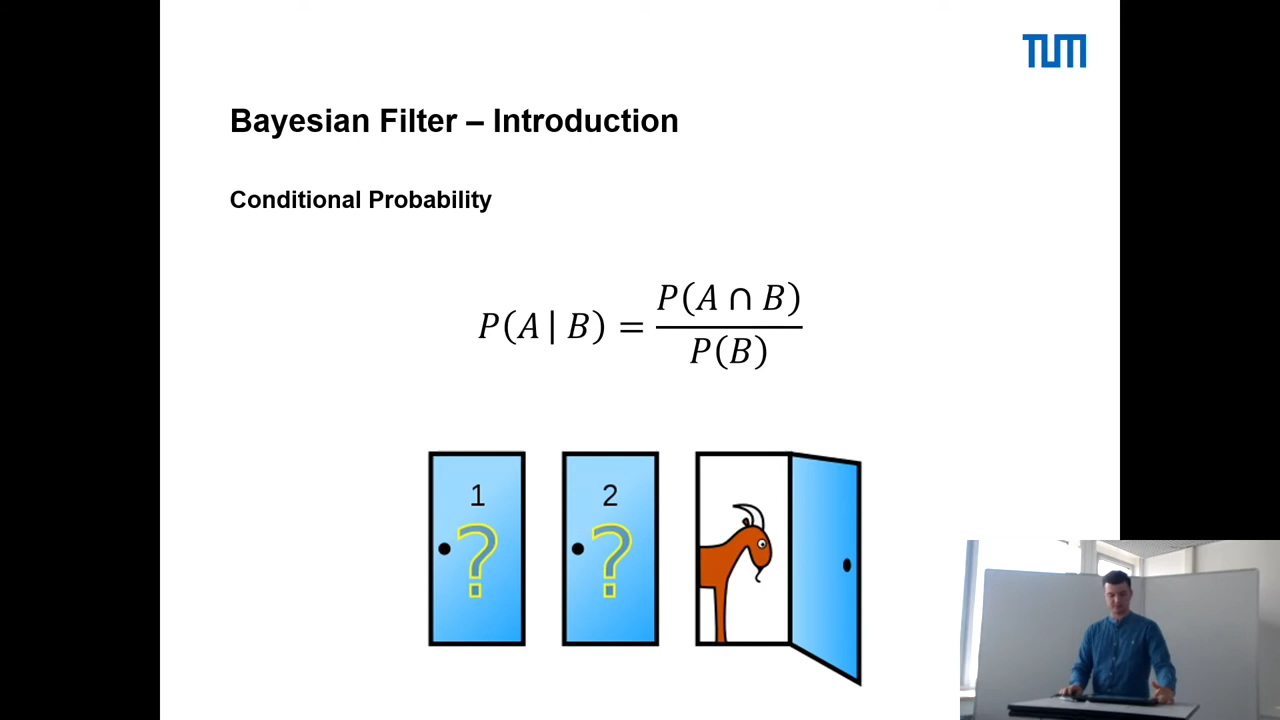 TUM
Bayesian Filter – Introduction
Conditional Probability
P(A | B) = P(A ∩ B) / P(B)
1 2
? ?